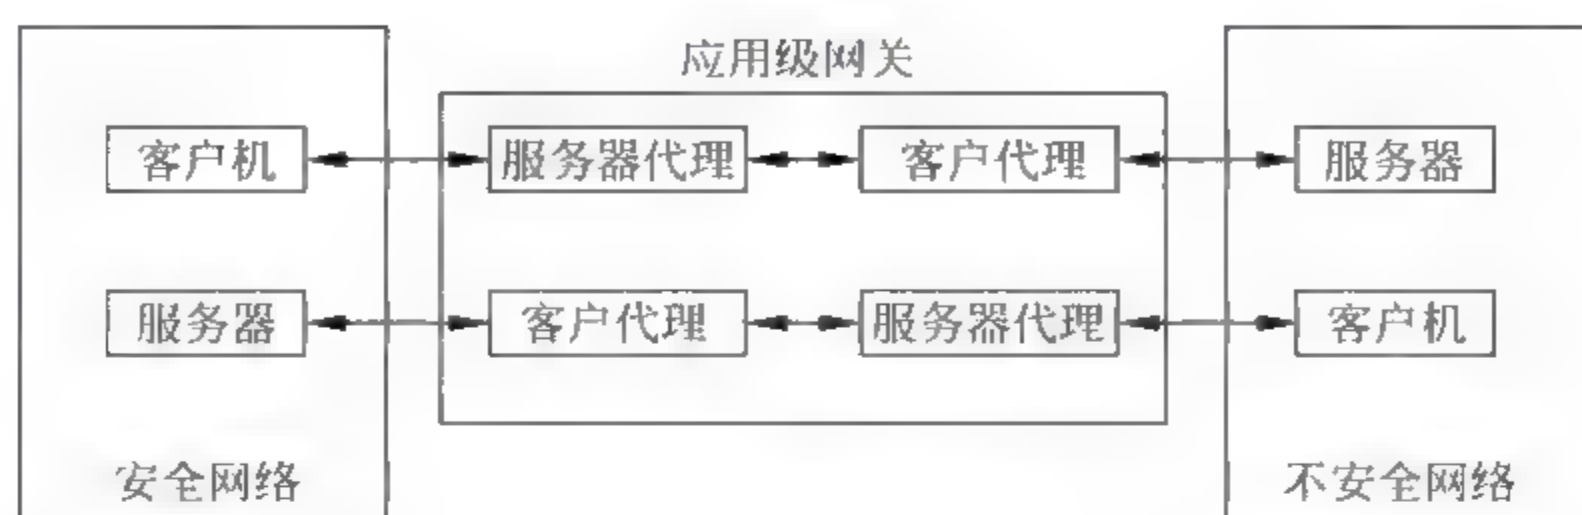 应用级网关
客户机 服务器代理 客户代理 服务器
服务器 客户代理 服务器代理 客户机
安全网络 不安全网络